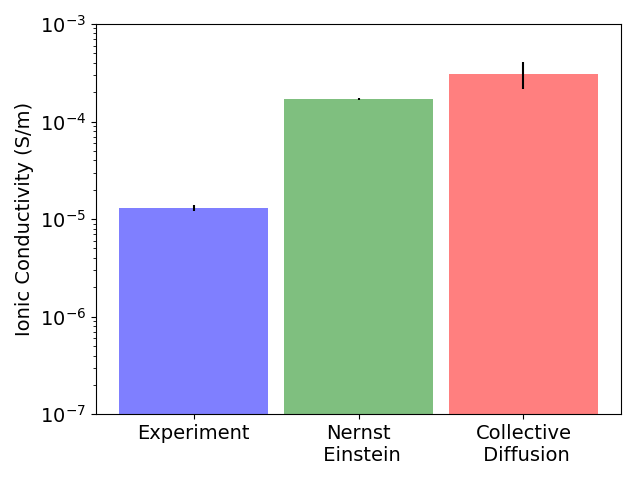 10⁻³
10⁻⁴
10⁻⁵
10⁻⁶
10⁻⁷
Ionic Conductivity (S/m)
Experiment
Nernst
Einstein
Collective
Diffusion